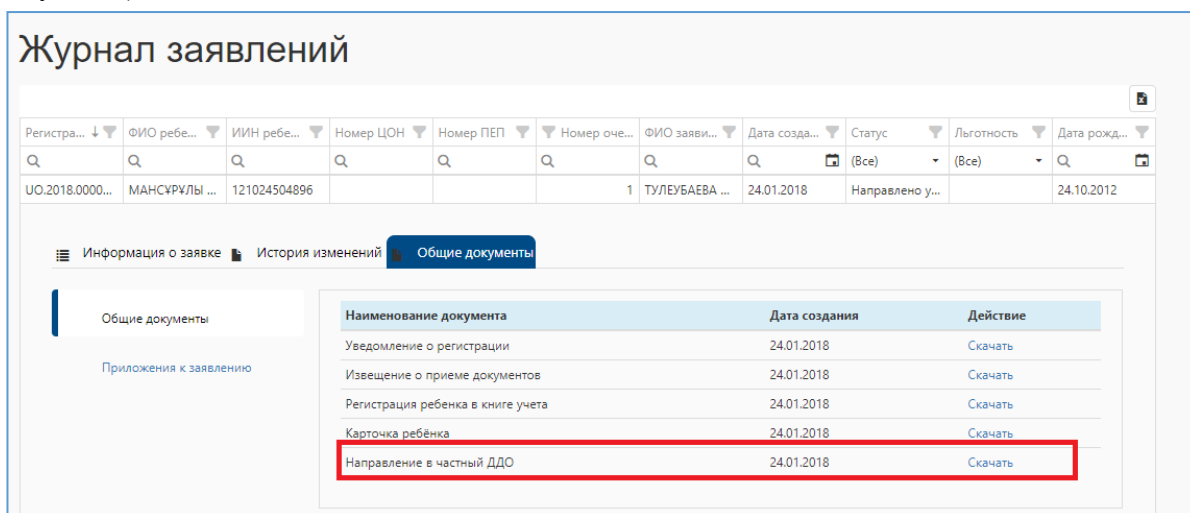 Журнал заявлений
Регистра... ФИО ребе... ИИН ребе... Номер ЦОН Номер ПЕП Номер оче... ФИО заяви... Дата созда... Статус Льготность Дата рожд...
(Все) (Все)
UO.2018.0000... МАНСҰРҰЛЫ ... 121024504896 1 ТУЛЕУБАЕВА ... 24.01.2018 Направлено у... 24.10.2012
Информация о заявке История изменений Общие документы
Общие документы
Приложения к заявлению
Наименование документа Дата создания Действие
Уведомление о регистрации 24.01.2018 Скачать
Извещение о приеме документов 24.01.2018 Скачать
Регистрация ребенка в книге учета 24.01.2018 Скачать
Карточка ребёнка 24.01.2018 Скачать
Направление в частный ДДО 24.01.2018 Скачать